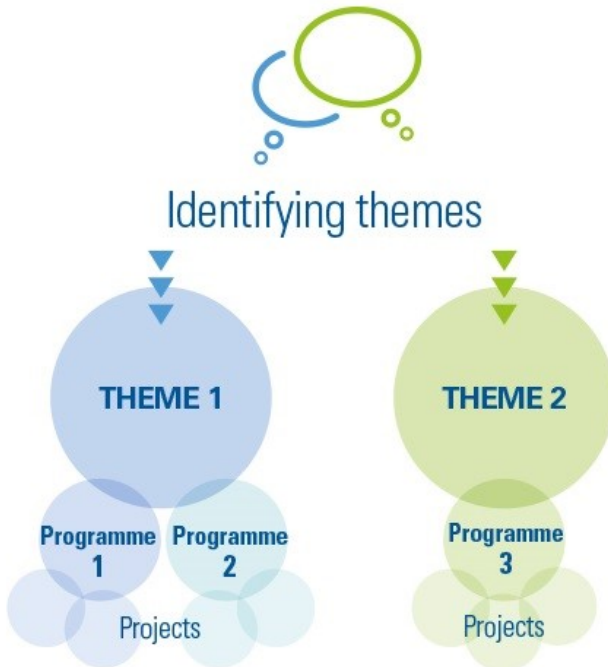 Identifying themes
THEME 1
THEME 2
Programme
1
Programme
2
Programme
3
Projects
Projects